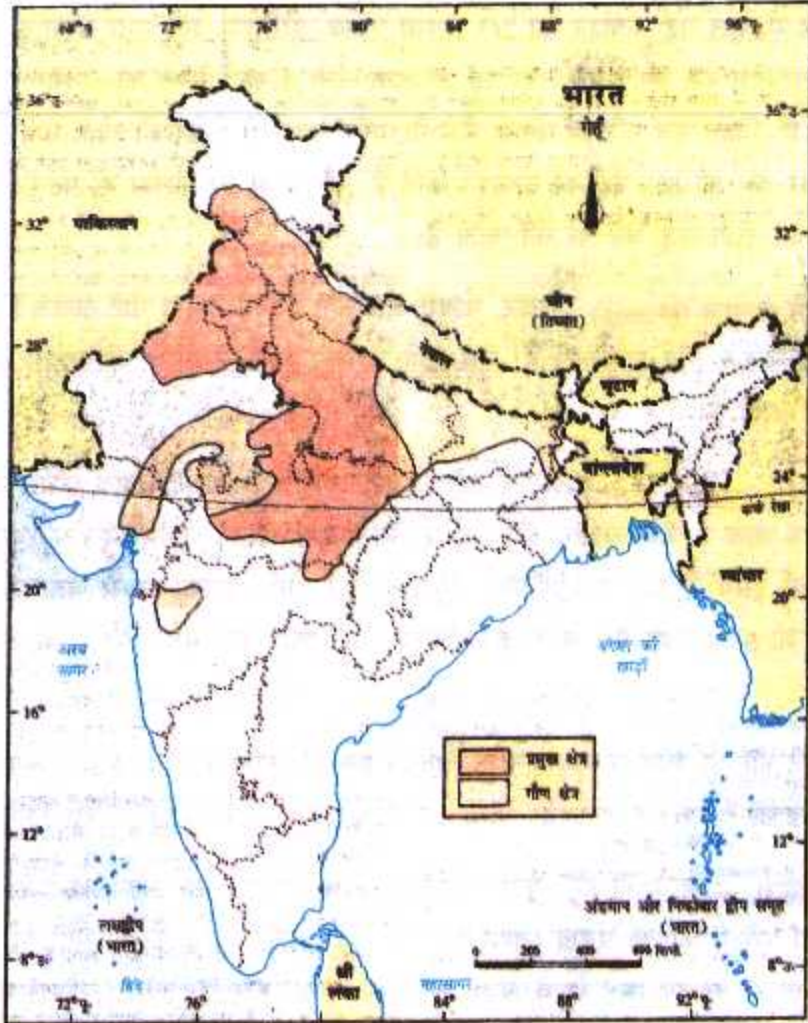 72°
76°
80°
84°
88°
92°
96°पू॰
भारत
गेहूँ
36°उ॰
36°उ॰
पाकिस्तान
32°
32°
चीन
(तिब्बत)
28°
28°
नेपाल
भूटान
बांग्लादेश
24°
कर्क रेखा
म्यांमार
20°
20°
अरब
सागर
बंगाल की
खाड़ी
16°
प्रमुख क्षेत्र
गौण क्षेत्र
12°
12°
लक्षद्वीप
(भारत)
अंडमान और निकोबार द्वीप समूह
(भारत)
0 200 400 600 कि॰मी॰
8°उ॰
8°उ॰
हिंद
श्री
लंका
महासागर
72°पू॰
76°
84°
88°
92°पू॰